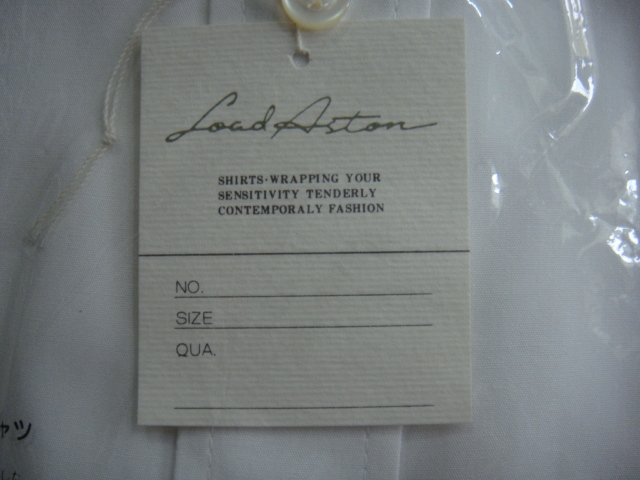 Load Aston
SHIRTS-WRAPPING YOUR
SENSITIVITY TENDERLY
CONTEMPORALY FASHION
NO.
SIZE
QUA.
ャツ